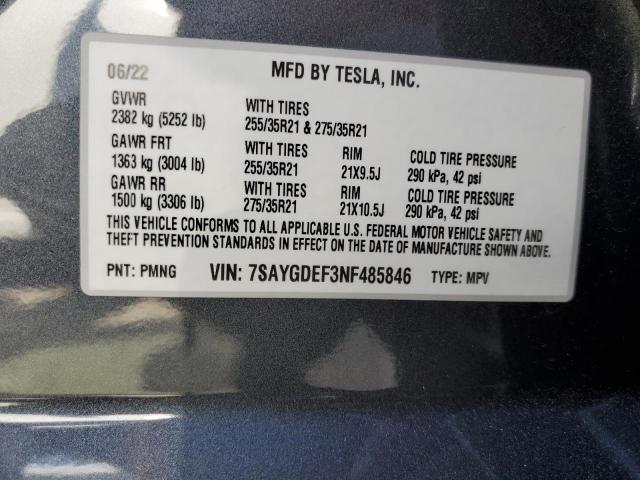 06/22 MFD BY TESLA, INC.
GVWR WITH TIRES
2382 kg (5252 lb) 255/35R21 & 275/35R21
GAWR FRT WITH TIRES RIM COLD TIRE PRESSURE
1363 kg (3004 lb) 255/35R21 21X9.5J 290 kPa, 42 psi
GAWR RR WITH TIRES RIM COLD TIRE PRESSURE
1500 kg (3306 lb) 275/35R21 21X10.5J 290 kPa, 42 psi
THIS VEHICLE CONFORMS TO ALL APPLICABLE U.S. FEDERAL MOTOR VEHICLE SAFETY AND
THEFT PREVENTION STANDARDS IN EFFECT ON THE DATE OF MANUFACTURE SHOWN ABOVE.
PNT: PMNG VIN: 7SAYGDEF3NF485846 TYPE: MPV